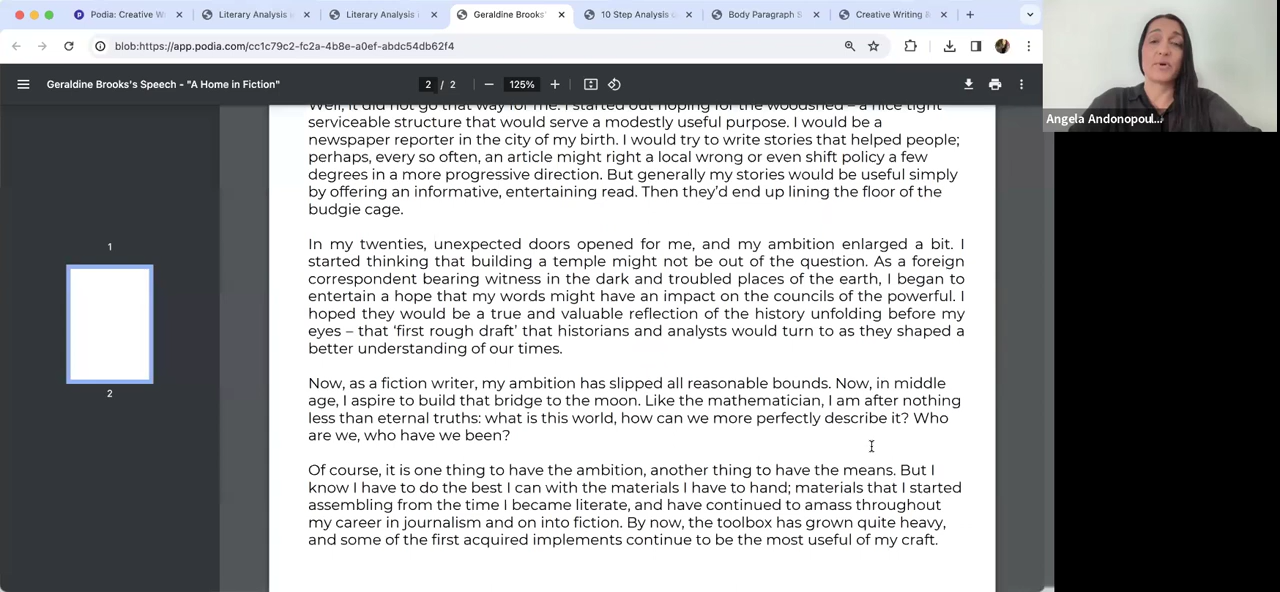 Podia: Creative W
Literary Analysis
Literary Analysis
Geraldine Brooks'
10 Step Analysis
Body Paragraph S
Creative Writing
blob:https://app.podia.com/cc1c79c2-fc2a-4b8e-a0ef-abdc54db62f4
Geraldine Brooks's Speech - "A Home in Fiction"
2 / 2
125%
Angela Andonopoul...
1
2
Well, it did not go that way for me. I started out hoping for the woodshed – a nice tight
serviceable structure that would serve a modestly useful purpose. I would be a
newspaper reporter in the city of my birth. I would try to write stories that helped people;
perhaps, every so often, an article might right a local wrong or even shift policy a few
degrees in a more progressive direction. But generally my stories would be useful simply
by offering an informative, entertaining read. Then they'd end up lining the floor of the
budgie cage.
In my twenties, unexpected doors opened for me, and my ambition enlarged a bit. I
started thinking that building a temple might not be out of the question. As a foreign
correspondent bearing witness in the dark and troubled places of the earth, I began to
entertain a hope that my words might have an impact on the councils of the powerful. I
hoped they would be a true and valuable reflection of the history unfolding before my
eyes – that 'first rough draft' that historians and analysts would turn to as they shaped a
better understanding of our times.
Now, as a fiction writer, my ambition has slipped all reasonable bounds. Now, in middle
age, I aspire to build that bridge to the moon. Like the mathematician, I am after nothing
less than eternal truths: what is this world, how can we more perfectly describe it? Who
are we, who have we been?
Of course, it is one thing to have the ambition, another thing to have the means. But I
know I have to do the best I can with the materials I have to hand; materials that I started
assembling from the time I became literate, and have continued to amass throughout
my career in journalism and on into fiction. By now, the toolbox has grown quite heavy,
and some of the first acquired implements continue to be the most useful of my craft.